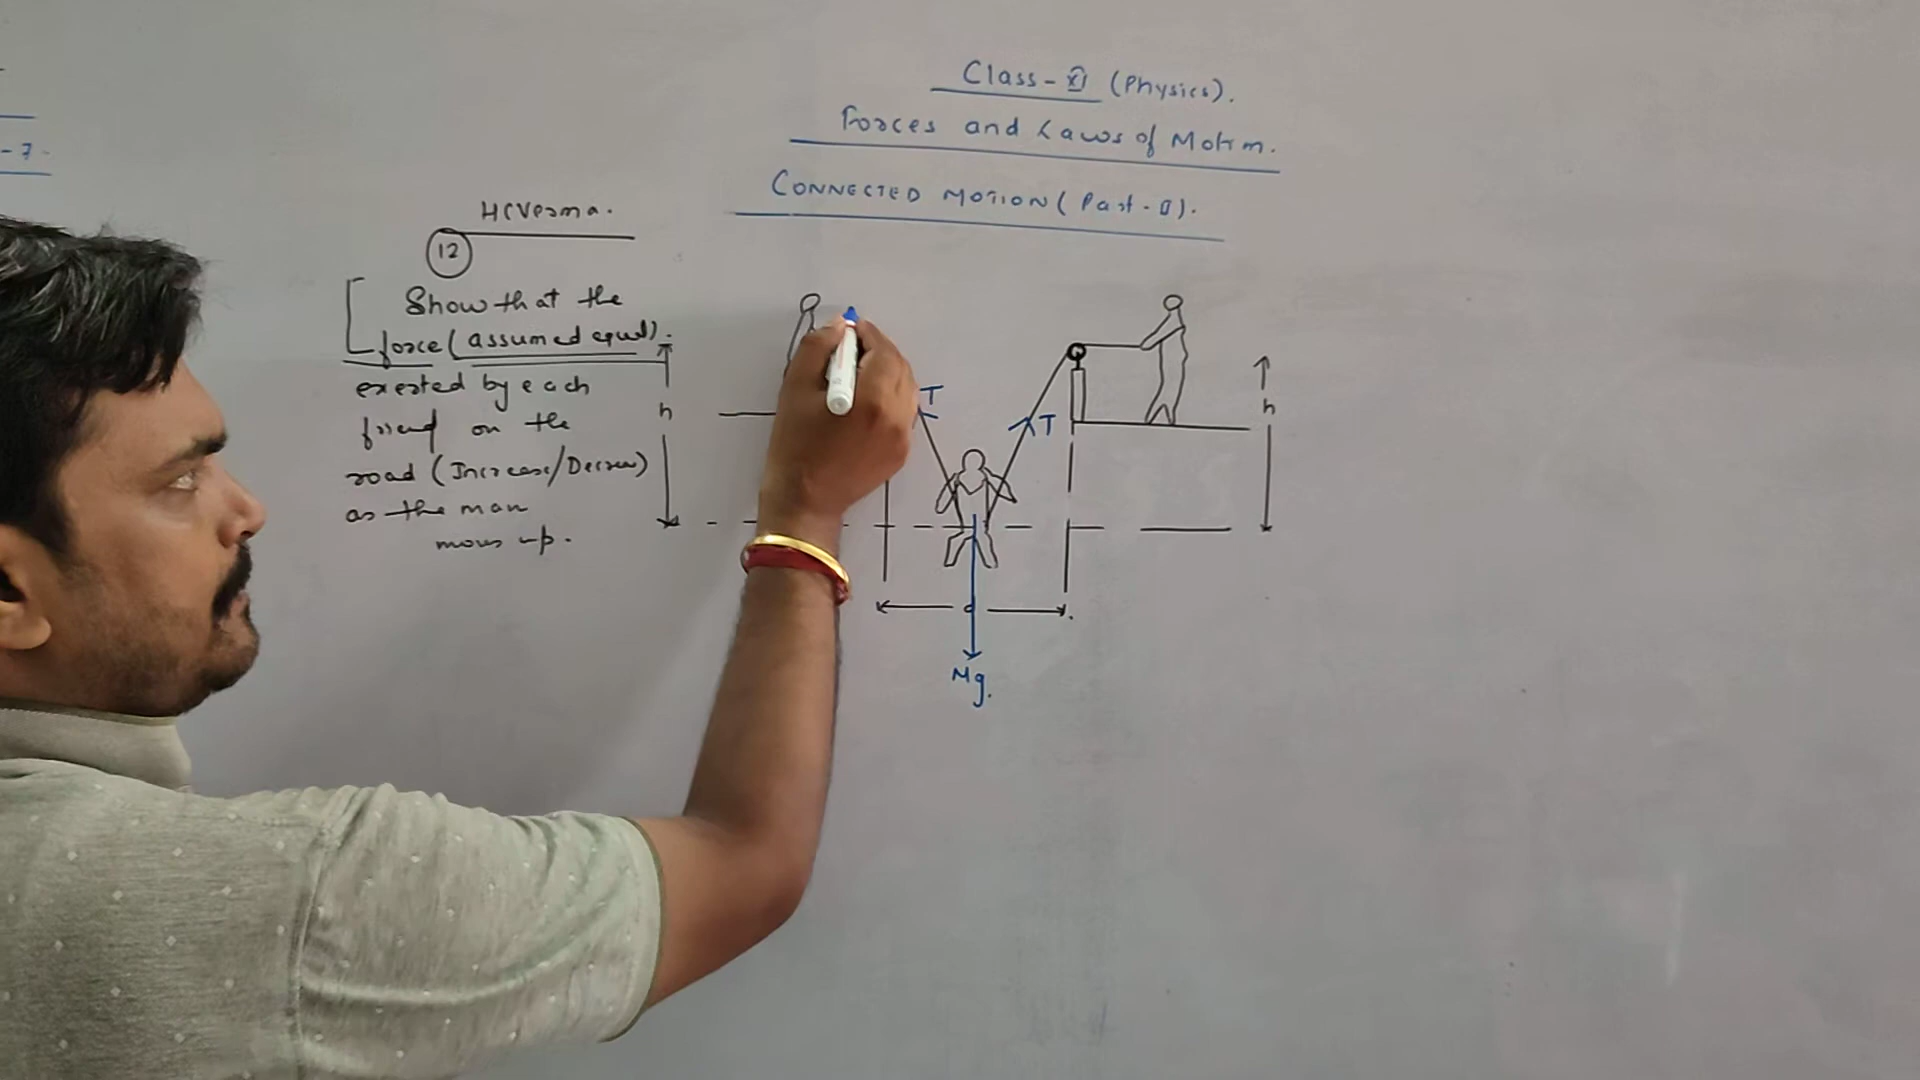 - 7 -
Class - XI (Physics).
Forces and Laws of Motion.
CONNECTED MOTION ( Part - II ).
HCVerma.
12
Show that the
force ( assumed equal ).
exerted by each
friend on the
road ( Increase/Decrease )
as the man
moves up.
h
T
T
h
d
Mg.